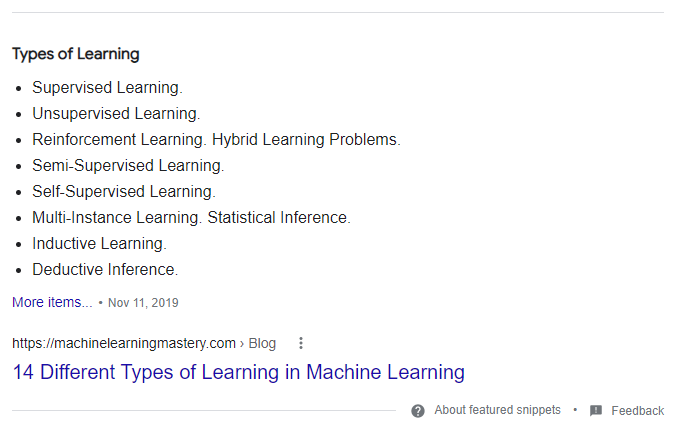 Types of Learning
• Supervised Learning.
• Unsupervised Learning.
• Reinforcement Learning. Hybrid Learning Problems.
• Semi-Supervised Learning.
• Self-Supervised Learning.
• Multi-Instance Learning. Statistical Inference.
• Inductive Learning.
• Deductive Inference.
More items... • Nov 11, 2019
https://machinelearningmastery.com › Blog
14 Different Types of Learning in Machine Learning
About featured snippets • Feedback